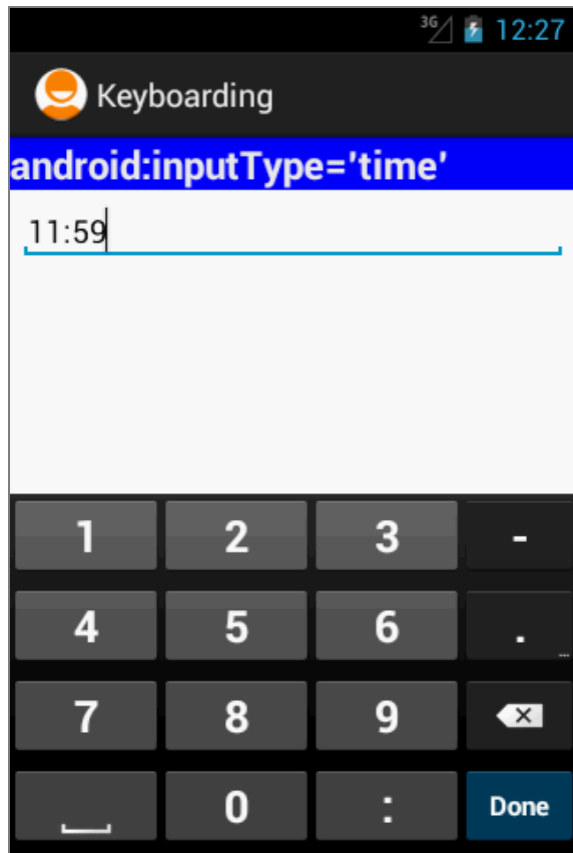 3G 12:27
Keyboarding
android:inputType='time'
11:59
1 2 3 -
4 5 6 . ...
7 8 9
0 : Done